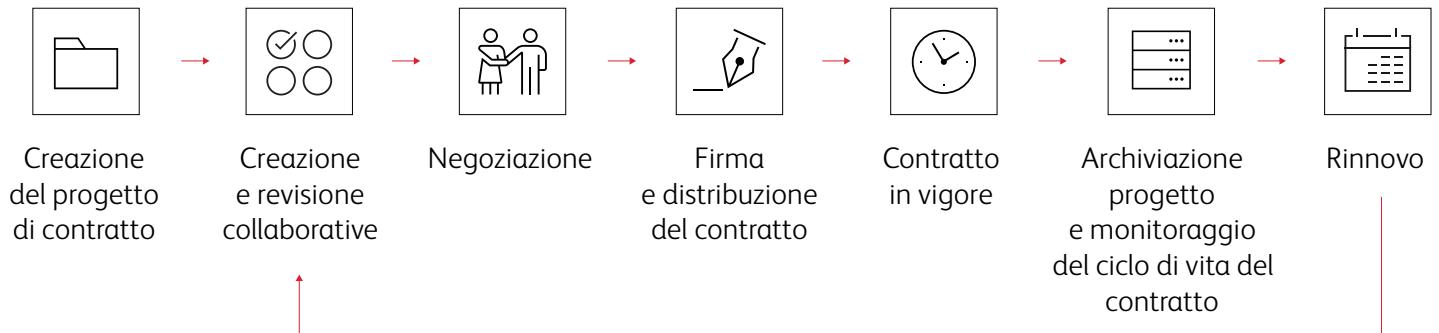 Creazione
del progetto
di contratto
Creazione
e revisione
collaborative
Negoziazione
Firma
e distribuzione
del contratto
Contratto
in vigore
Archiviazione
progetto
e monitoraggio
del ciclo di vita del
contratto
Rinnovo